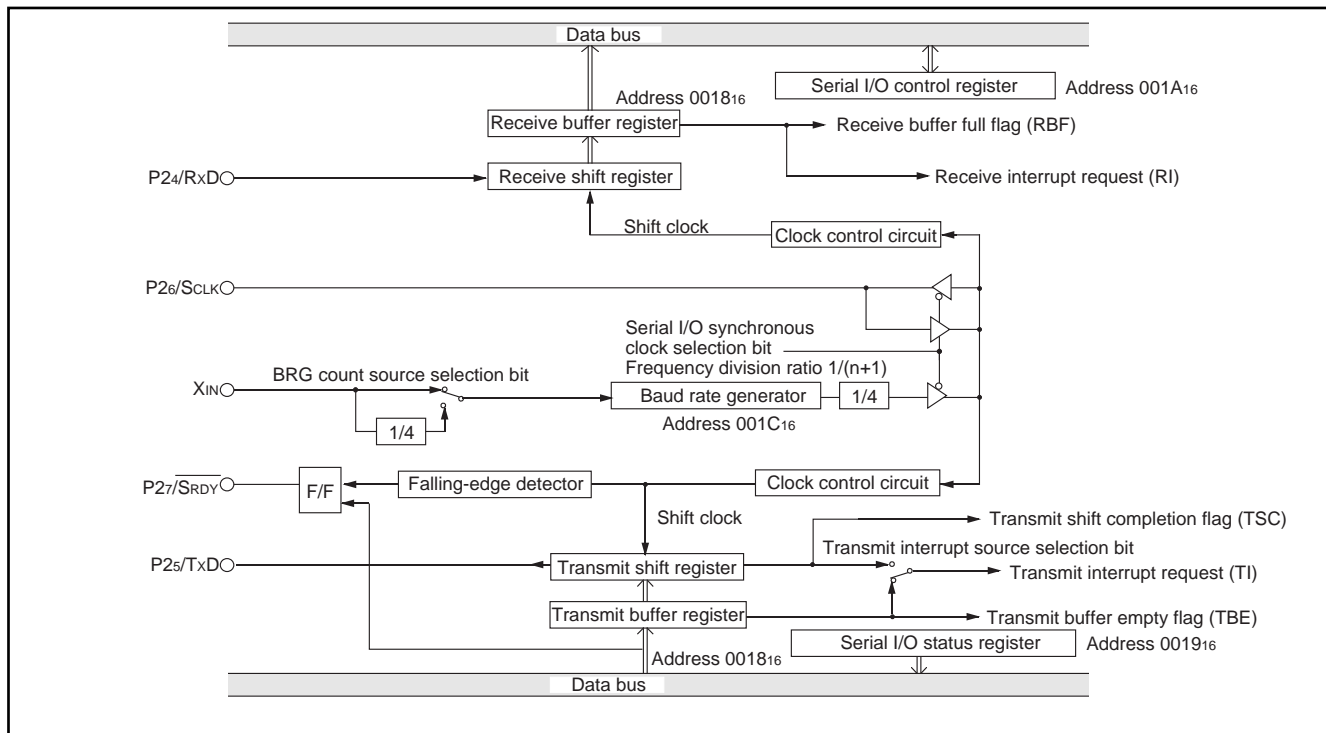 Data bus
Serial I/O control register
Address 001A16
Address 001816
Receive buffer register
Receive buffer full flag (RBF)
P24/RXD
Receive shift register
Receive interrupt request (RI)
Shift clock
Clock control circuit
P26/SCLK
Serial I/O synchronous
clock selection bit
Frequency division ratio 1/(n+1)
BRG count source selection bit
XIN
Baud rate generator
1/4
1/4
Address 001C16
P27/SRDY
F/F
Falling-edge detector
Clock control circuit
Shift clock
Transmit shift completion flag (TSC)
Transmit interrupt source selection bit
P25/TXD
Transmit shift register
Transmit interrupt request (TI)
Transmit buffer register
Transmit buffer empty flag (TBE)
Serial I/O status register
Address 001916
Address 001816
Data bus